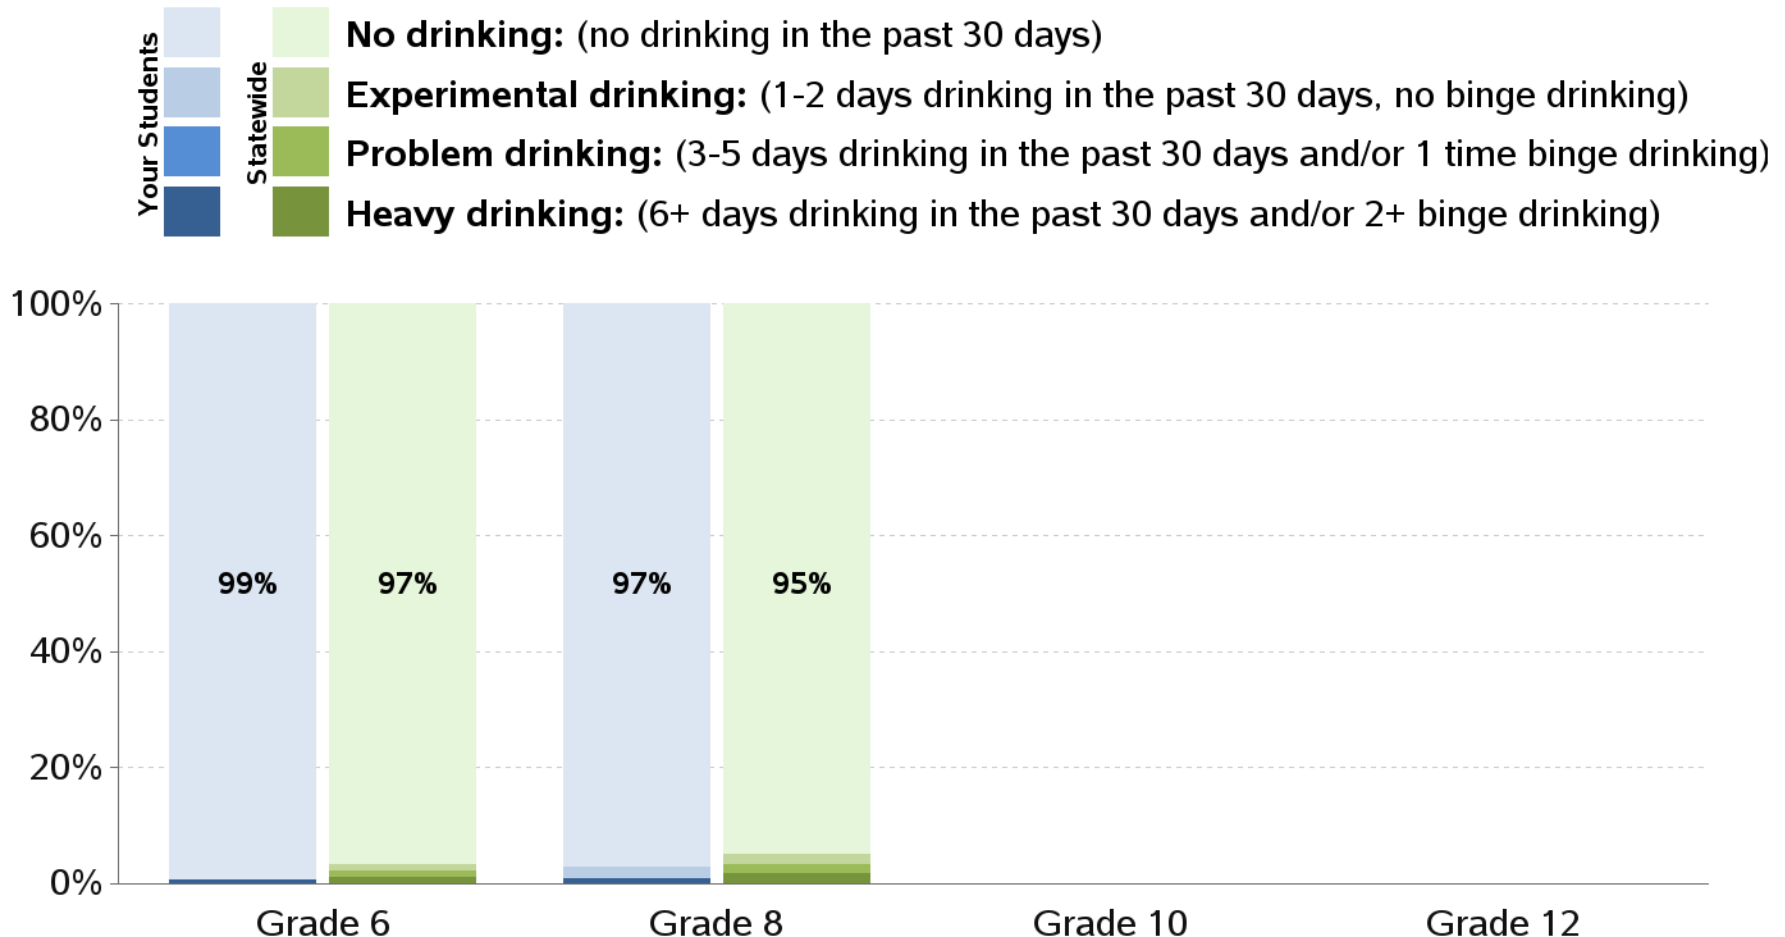 Your Students
Statewide
No drinking: (no drinking in the past 30 days)
Experimental drinking: (1-2 days drinking in the past 30 days, no binge drinking)
Problem drinking: (3-5 days drinking in the past 30 days and/or 1 time binge drinking)
Heavy drinking: (6+ days drinking in the past 30 days and/or 2+ binge drinking)
100%
80%
60%
99% 97% 97% 95%
40%
20%
0%
Grade 6 Grade 8 Grade 10 Grade 12